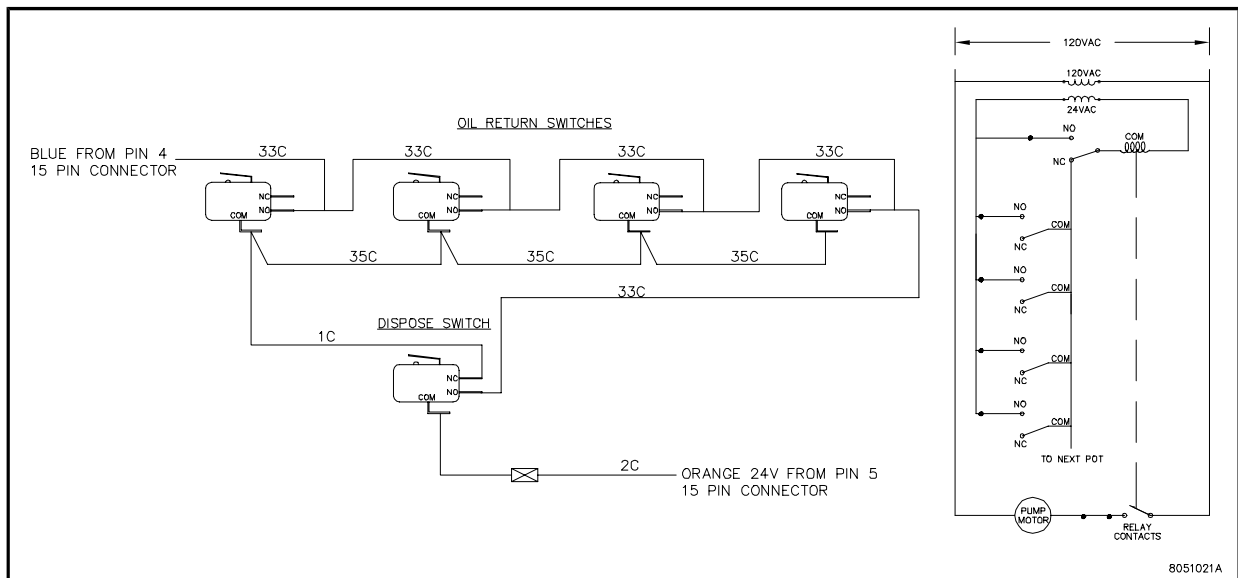 OIL RETURN SWITCHES
BLUE FROM PIN 4
15 PIN CONNECTOR
33C
33C
33C
33C
NC
NO
COM
NC
NO
COM
NC
NO
COM
NC
NO
COM
35C
35C
35C
33C
DISPOSE SWITCH
1C
NC
NO
COM
2C
ORANGE 24V FROM PIN 5
15 PIN CONNECTOR
120VAC
120VAC
24VAC
NO
COM
NC
NO
COM
NC
NO
COM
NC
NO
COM
NC
NO
COM
NC
TO NEXT POT
PUMP
MOTOR
RELAY
CONTACTS
8051021A